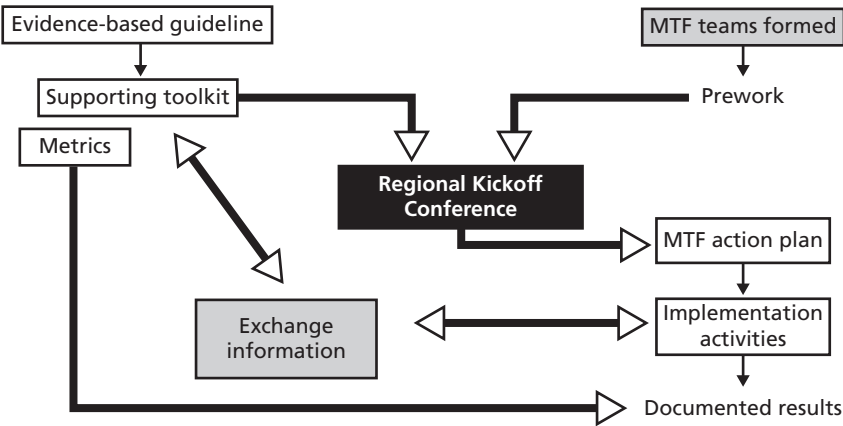 Evidence-based guideline
MTF teams formed
Supporting toolkit
Prework
Metrics
Regional Kickoff
Conference
MTF action plan
Exchange
information
Implementation
activities
Documented results